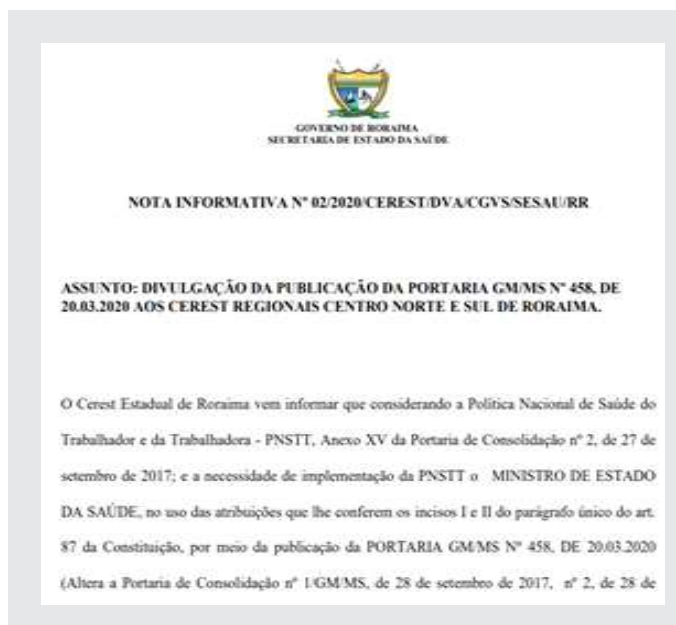 GOVERNO DE RORAIMA
SECRETARIA DE ESTADO DA SAÚDE
NOTA INFORMATIVA Nº 02/2020/CEREST/DVA/CGVS/SESAU/RR
ASSUNTO: DIVULGAÇÃO DA PUBLICAÇÃO DA PORTARIA GM/MS Nº 458, DE
20.03.2020 AOS CEREST REGIONAIS CENTRO NORTE E SUL DE RORAIMA.
O Cerest Estadual de Roraima vem informar que considerando a Política Nacional de Saúde do
Trabalhador e da Trabalhadora - PNSTT, Anexo XV da Portaria de Consolidação nº 2, de 27 de
setembro de 2017; e a necessidade de implementação da PNSTT o MINISTRO DE ESTADO
DA SAÚDE, no uso das atribuições que lhe conferem os incisos I e II do parágrafo único do art.
87 da Constituição, por meio da publicação da PORTARIA GM/MS Nº 458, DE 20.03.2020
(Altera a Portaria de Consolidação nº 1/GM/MS, de 28 de setembro de 2017, nº 2, de 28 de